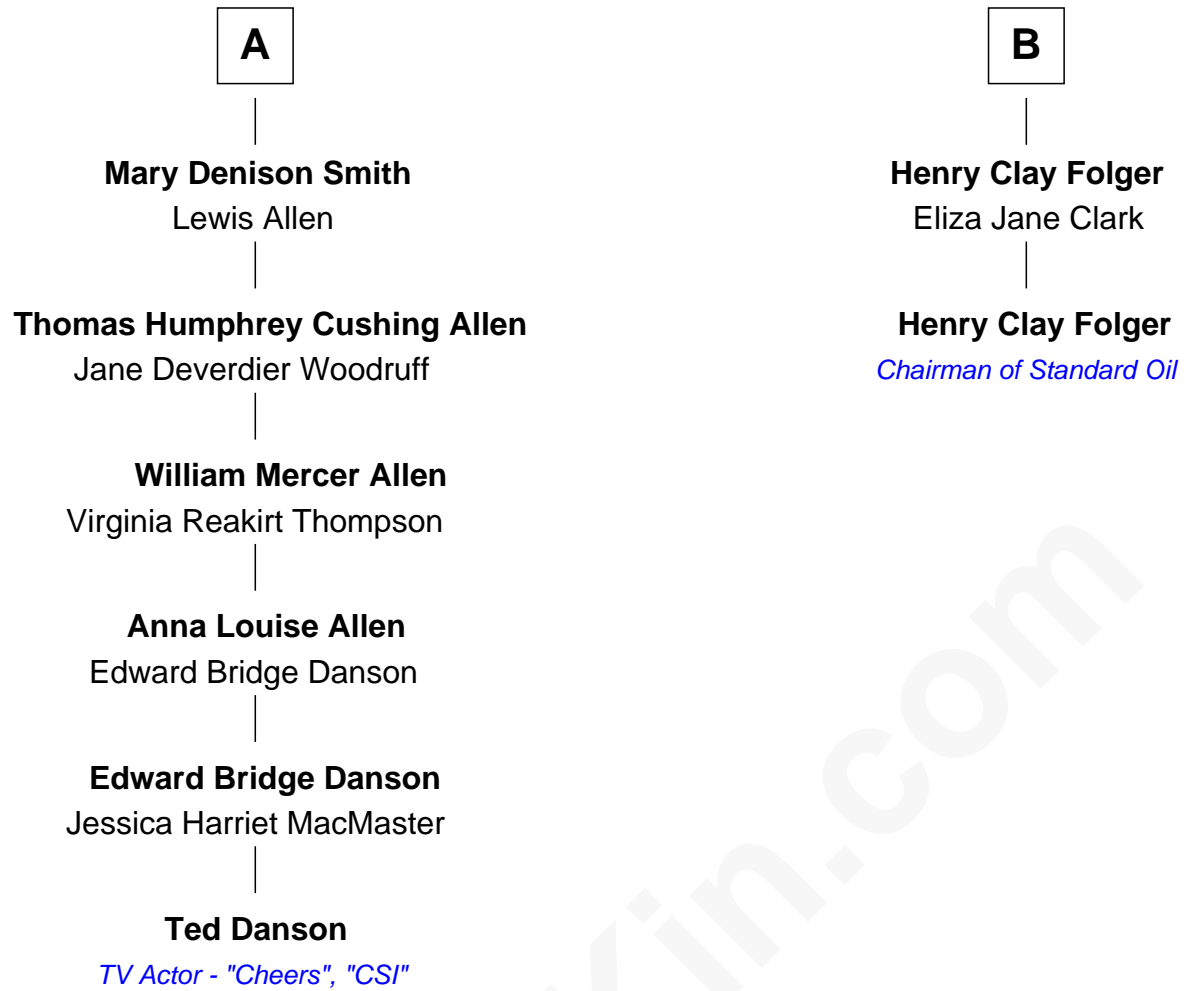 A
Mary Denison Smith
Lewis Allen
Thomas Humphrey Cushing Allen
Jane Deverdier Woodruff
William Mercer Allen
Virginia Reakirt Thompson
Anna Louise Allen
Edward Bridge Danson
Edward Bridge Danson
Jessica Harriet MacMaster
Ted Danson
TV Actor - "Cheers", "CSI"
B
Henry Clay Folger
Eliza Jane Clark
Henry Clay Folger
Chairman of Standard Oil
Kin.com